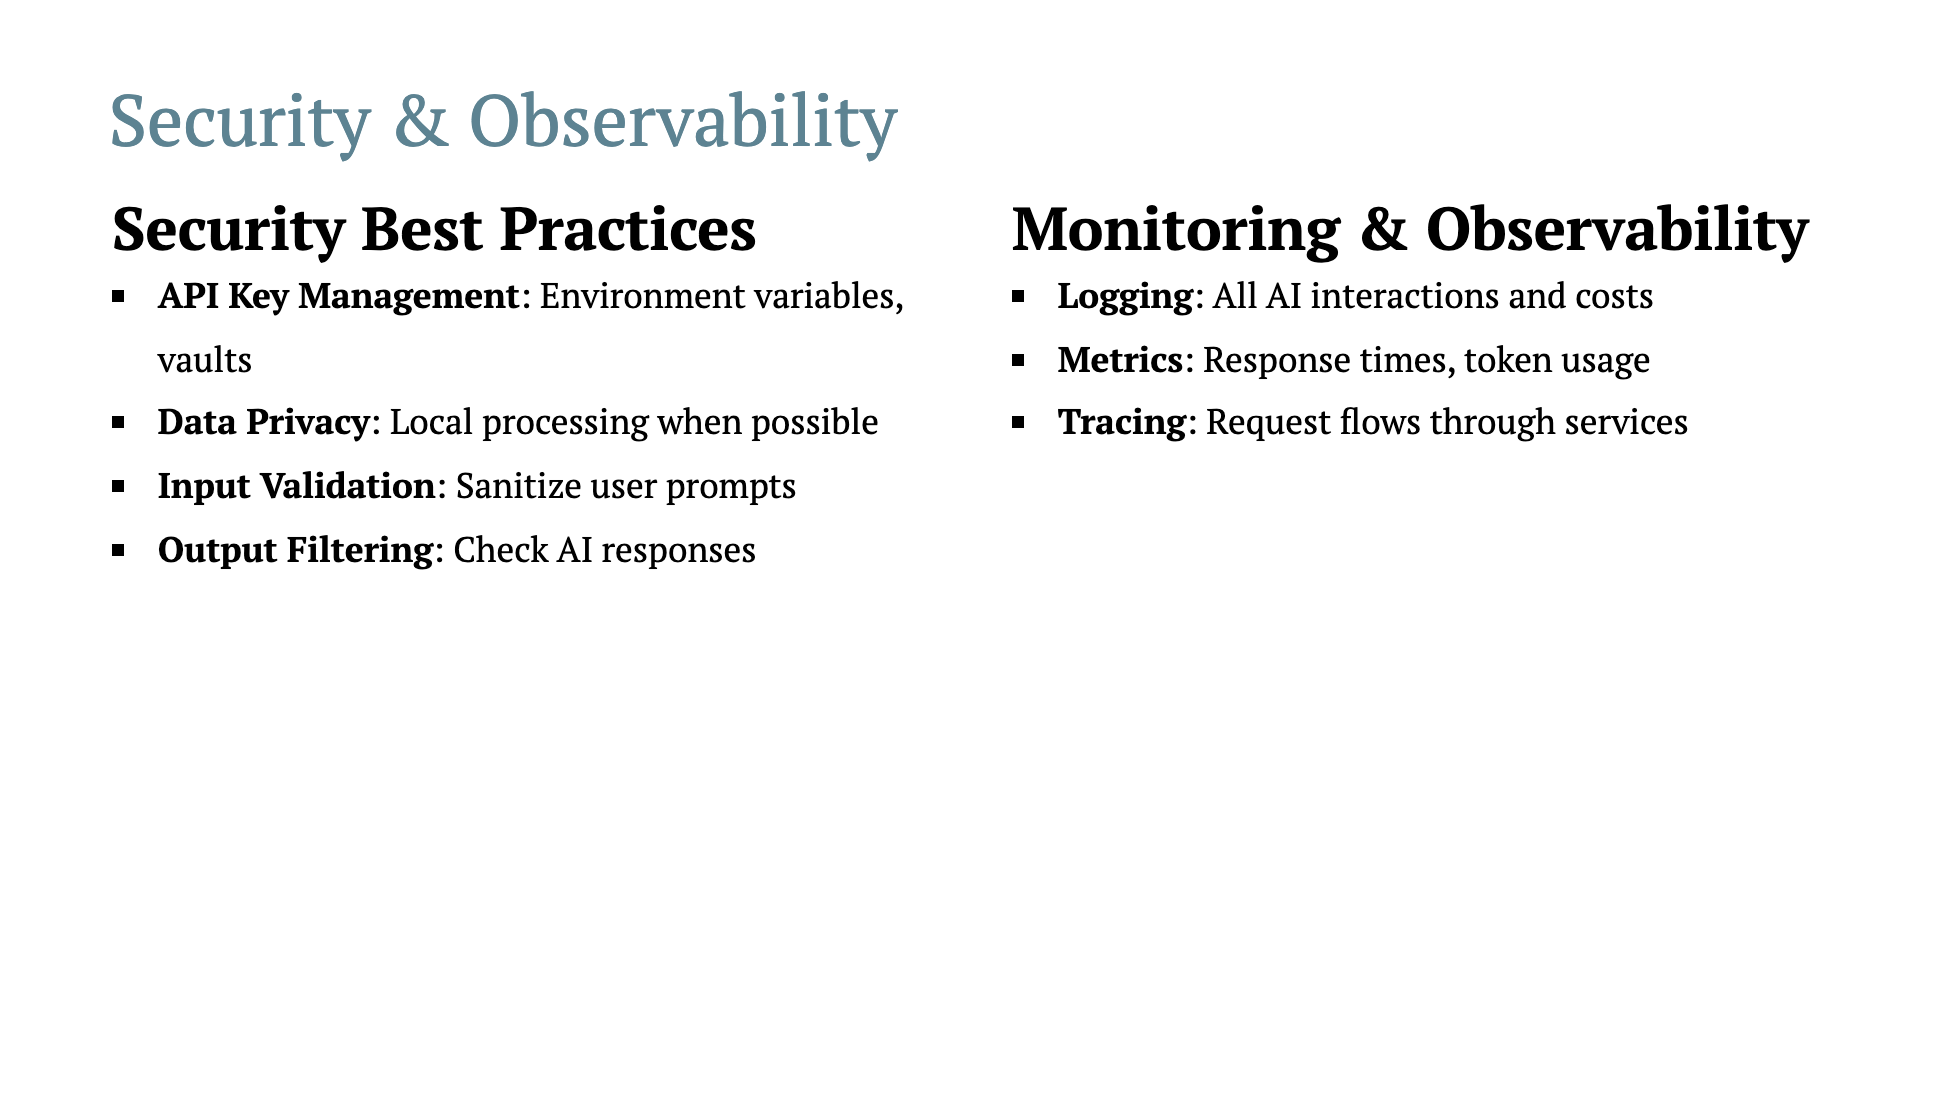 Security & Observability
Security Best Practices
▪ API Key Management: Environment variables,
vaults
▪ Data Privacy: Local processing when possible
▪ Input Validation: Sanitize user prompts
▪ Output Filtering: Check AI responses
Monitoring & Observability
▪ Logging: All AI interactions and costs
▪ Metrics: Response times, token usage
▪ Tracing: Request flows through services